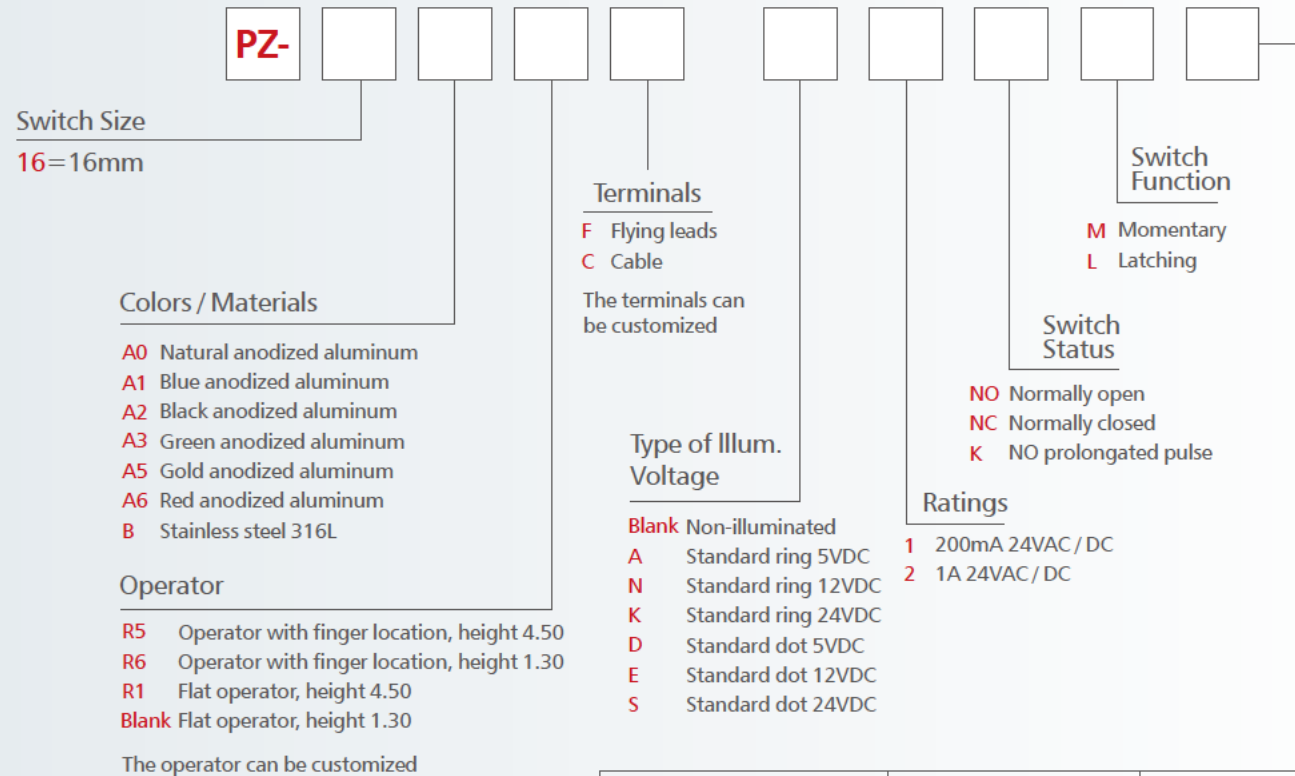 PZ-
Switch Size
16=16mm
Colors / Materials
A0 Natural anodized aluminum
A1 Blue anodized aluminum
A2 Black anodized aluminum
A3 Green anodized aluminum
A5 Gold anodized aluminum
A6 Red anodized aluminum
B Stainless steel 316L
Operator
R5 Operator with finger location, height 4.50
R6 Operator with finger location, height 1.30
R1 Flat operator, height 4.50
Blank Flat operator, height 1.30
The operator can be customized
Terminals
F Flying leads
C Cable
The terminals can
be customized
Type of Illum.
Voltage
Blank Non-illuminated
A Standard ring 5VDC
N Standard ring 12VDC
K Standard ring 24VDC
D Standard dot 5VDC
E Standard dot 12VDC
S Standard dot 24VDC
Ratings
1 200mA 24VAC / DC
2 1A 24VAC / DC
Switch
Status
NO Normally open
NC Normally closed
K NO prolongated pulse
Switch
Function
M Momentary
L Latching